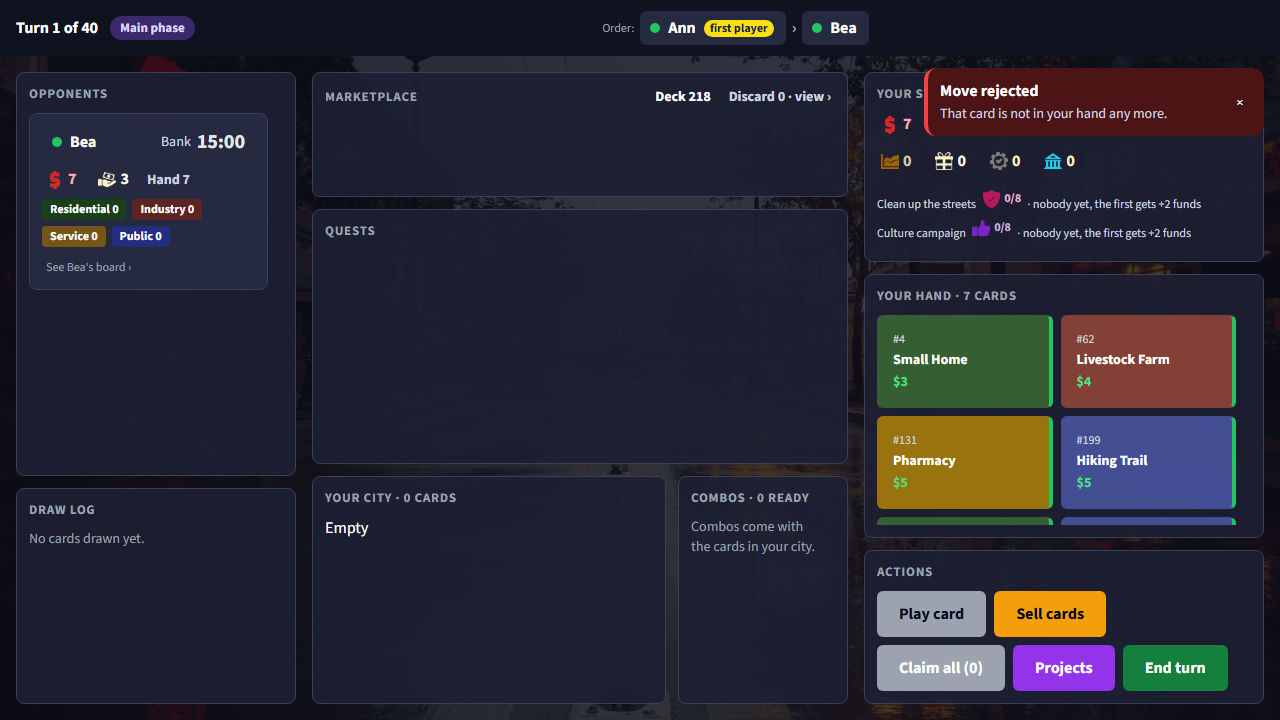 Turn 1 of 40
Main phase
Order:
Ann first player
›
Bea
OPPONENTS
Bea
Bank 15:00
7
3
Hand 7
Residential 0
Industry 0
Service 0
Public 0
See Bea's board ›
DRAW LOG
No cards drawn yet.
MARKETPLACE
Deck 218
Discard 0 · view ›
QUESTS
YOUR CITY · 0 CARDS
Empty
COMBOS · 0 READY
Combos come with
the cards in your city.
YOUR S
Move rejected
That card is not in your hand any more.
×
7
0
0
0
0
Clean up the streets 0/8 · nobody yet, the first gets +2 funds
Culture campaign 0/8 · nobody yet, the first gets +2 funds
YOUR HAND · 7 CARDS
#4
Small Home
$3
#62
Livestock Farm
$4
#131
Pharmacy
$5
#199
Hiking Trail
$5
ACTIONS
Play card
Sell cards
Claim all (0)
Projects
End turn